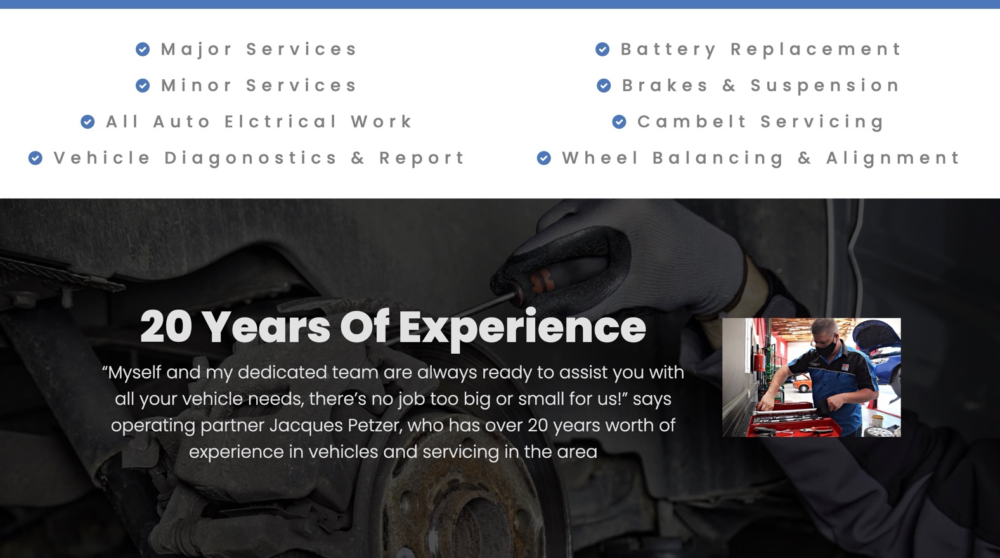 Major Services
Minor Services
All Auto Elctrical Work
Vehicle Diagonostics & Report
Battery Replacement
Brakes & Suspension
Cambelt Servicing
Wheel Balancing & Alignment
20 Years Of Experience
“Myself and my dedicated team are always ready to assist you with
all your vehicle needs, there’s no job too big or small for us!” says
operating partner Jacques Petzer, who has over 20 years worth of
experience in vehicles and servicing in the area